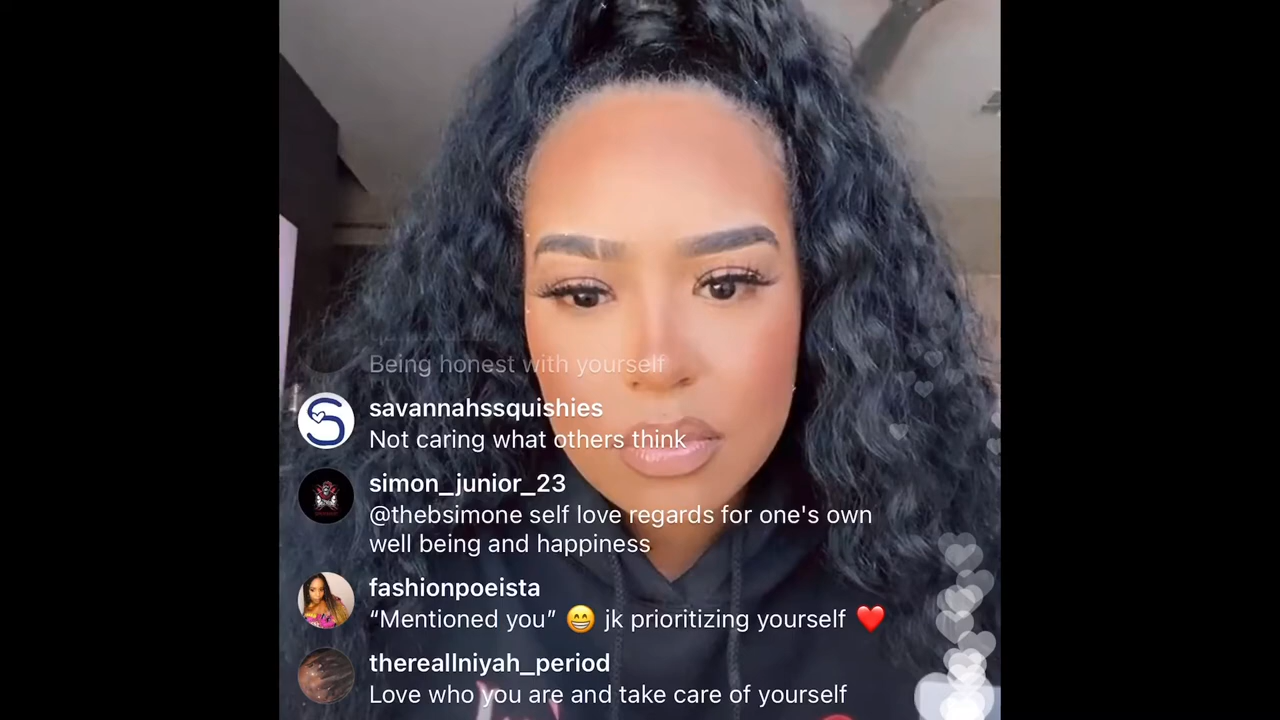 Being honest with yourself
savannahssquishies
Not caring what others think
simon_junior_23
@thebsimone self love regards for one's own
well being and happiness
fashionpoeista
“Mentioned you” 😁 jk prioritizing yourself ❤️
thereallniyah_period
Love who you are and take care of yourself